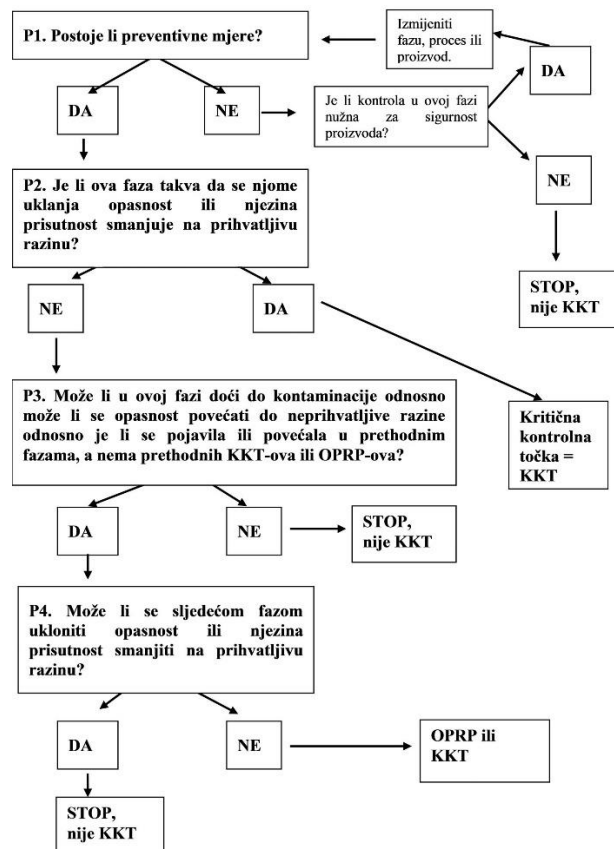 P1. Postoje li preventivne mjere?
Izmijeniti
fazu, proces ili
proizvod.
DA
NE
Je li kontrola u ovoj fazi
nužna za sigurnost
proizvoda?
DA
NE
STOP,
nije KKT
P2. Je li ova faza takva da se njome
uklanja opasnost ili njezina
prisutnost smanjuje na prihvatljivu
razinu?
NE
DA
Kritična
kontrolna
točka =
KKT
P3. Može li u ovoj fazi doći do kontaminacije odnosno
može li se opasnost povećati do neprihvatljive razine
odnosno je li se pojavila ili povećala u prethodnim
fazama, a nema prethodnih KKT-ova ili OPRP-ova?
DA
NE
STOP,
nije KKT
P4. Može li se sljedećom fazom
ukloniti opasnost ili njezina
prisutnost smanjiti na prihvatljivu
razinu?
DA
NE
OPRP ili
KKT
STOP,
nije KKT